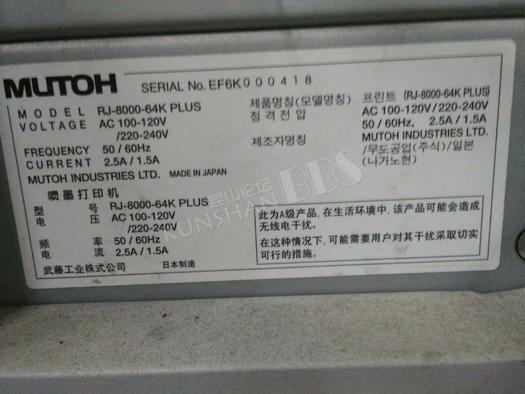 MUTOH
SERIAL No. EF6K000418
MODEL RJ-8000-64K PLUS
VOLTAGE AC 100-120V
/220-240V
FREQUENCY 50 / 60Hz
CURRENT 2.5A / 1.5A
MUTOH INDUSTRIES LTD. MADE IN JAPAN
제품명칭(모델명칭) 프린트 (RJ-8000-64K PLUS)
정격전압 AC 100-120V / 220-240V
50 / 60Hz, 2.5A / 1.5A
제조자명칭 MUTOH INDUSTRIES LTD.
/무도공업(주식)/일본
(나가노현)
喷墨打印机
型 号 RJ-8000-64K PLUS
电 压 AC 100-120V
/220-240V
频 率 50 / 60Hz
电 流 2.5A / 1.5A
武藤工业株式公司 日本制造
此为A级产品,在生活环境中,该产品可能会造成
无线电干扰。
在这种情况下,可能需要用户对其干扰采取切实
可行的措施。
昆山论坛
KUNSHAN BBS